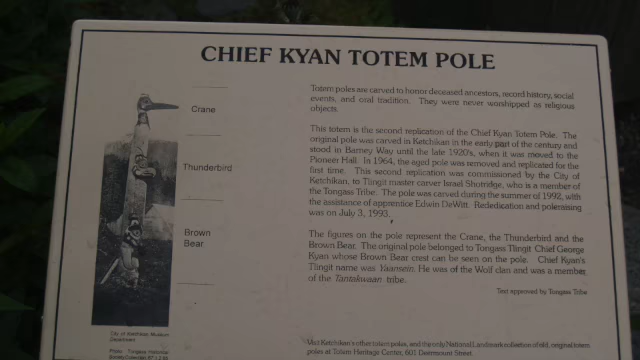 CHIEF KYAN TOTEM POLE
Crane
Thunderbird
Brown
Bear
City of Ketchikan Museum
Department
Photo: Tongass Historical
Totem poles are carved to honor deceased ancestors, record history, social
events, and oral tradition. They were never worshipped as religious
objects.
This totem is the second replication of the Chief Kyan Totem Pole. The
original pole was carved in Ketchikan in the early part of the century and
stood in Barney Way until the late 1920's, when it was moved to the
Pioneer Hall. In 1964, the aged pole was removed and replicated for the
first time. This second replication was commissioned by the City of
Ketchikan, to Tlingit master carver Israel Shotridge, who is a member of
the Tongass Tribe. The pole was carved during the summer of 1992, with
the assistance of apprentice Edwin DeWitt. Rededication and poleraising
was on July 3, 1993.
The figures on the pole represent the Crane, the Thunderbird and the
Brown Bear. The original pole belonged to Tongass Tlingit Chief George
Kyan whose Brown Bear crest can be seen on the pole. Chief Kyan's
Tlingit name was Yaansein. He was of the Wolf clan and was a member
of the Tantakwaan tribe.
Text approved by Tongass Tribe
Visit Ketchikan's other totem poles, and the only National Landmark collection of old, original totem
poles at Totem Heritage Center, 601 Deermount Street.